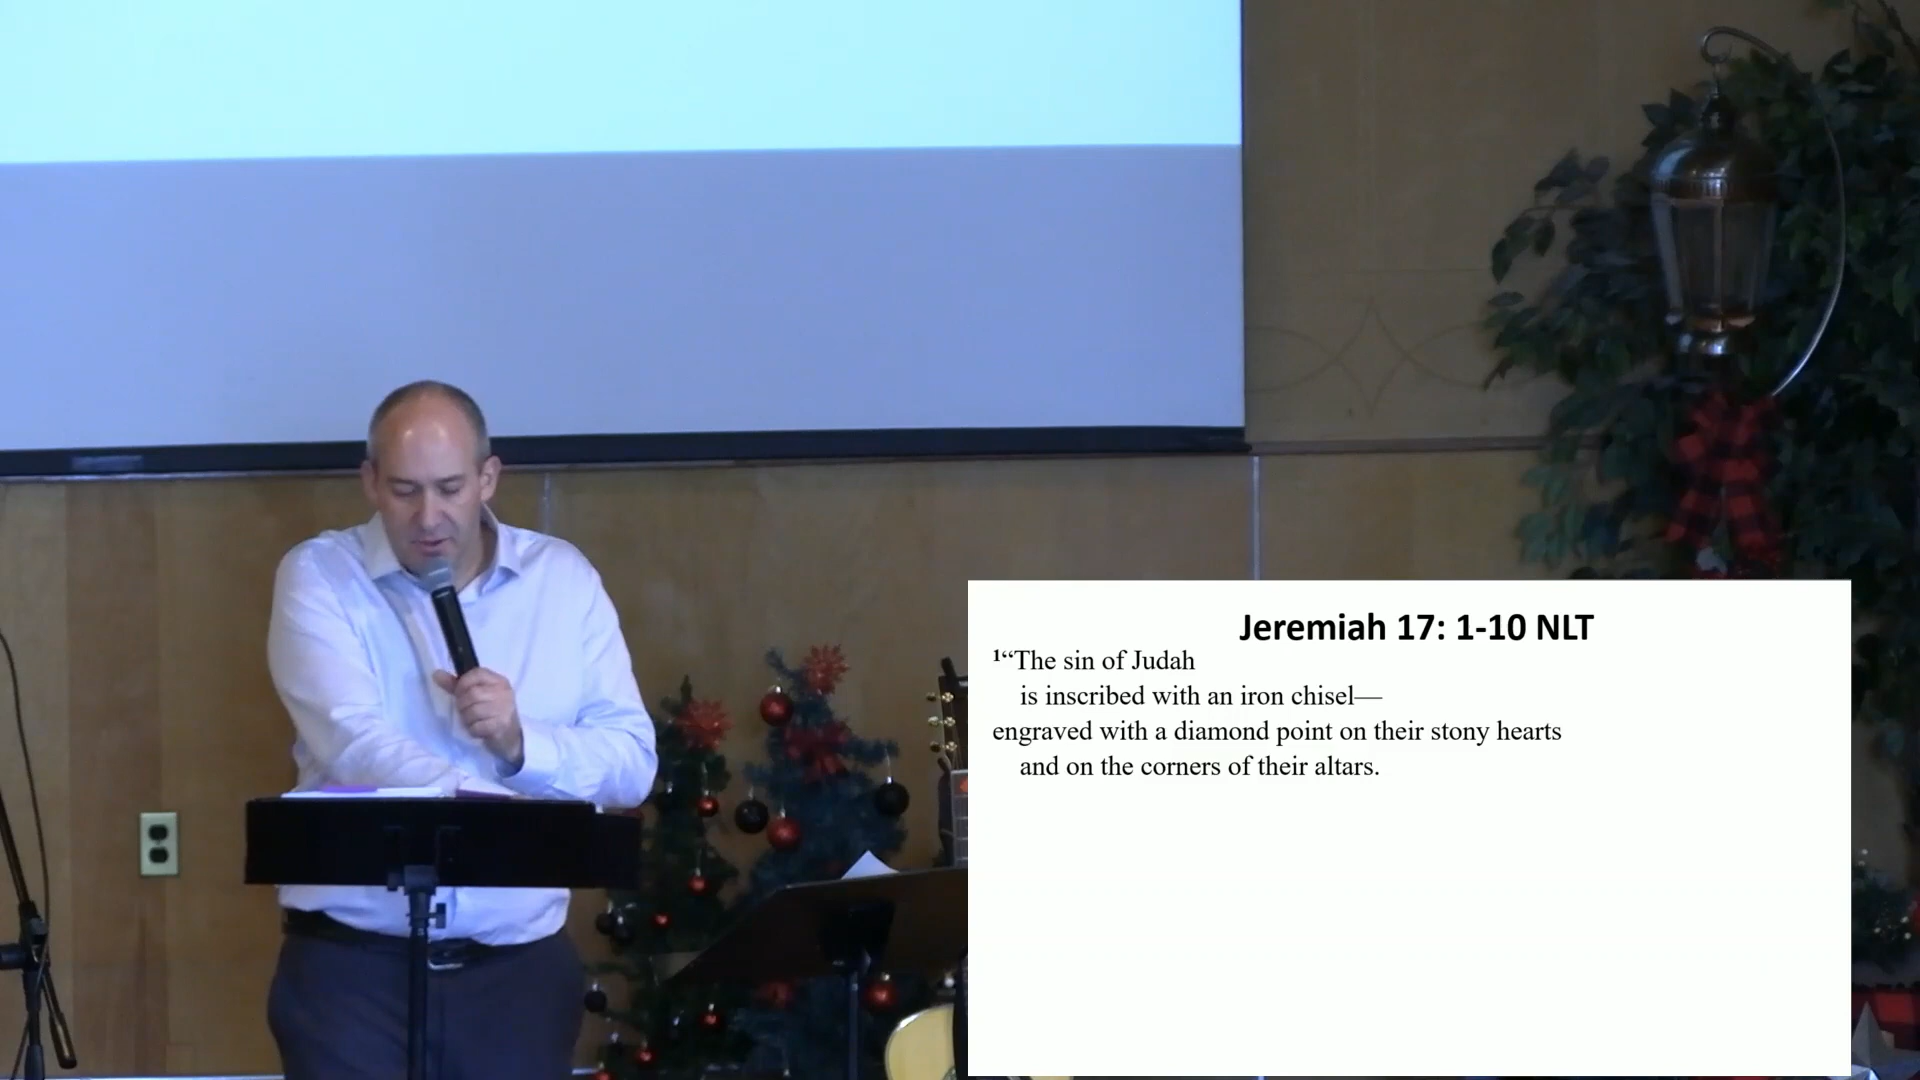 Jeremiah 17: 1-10 NLT
¹“The sin of Judah
is inscribed with an iron chisel—
engraved with a diamond point on their stony hearts
and on the corners of their altars.